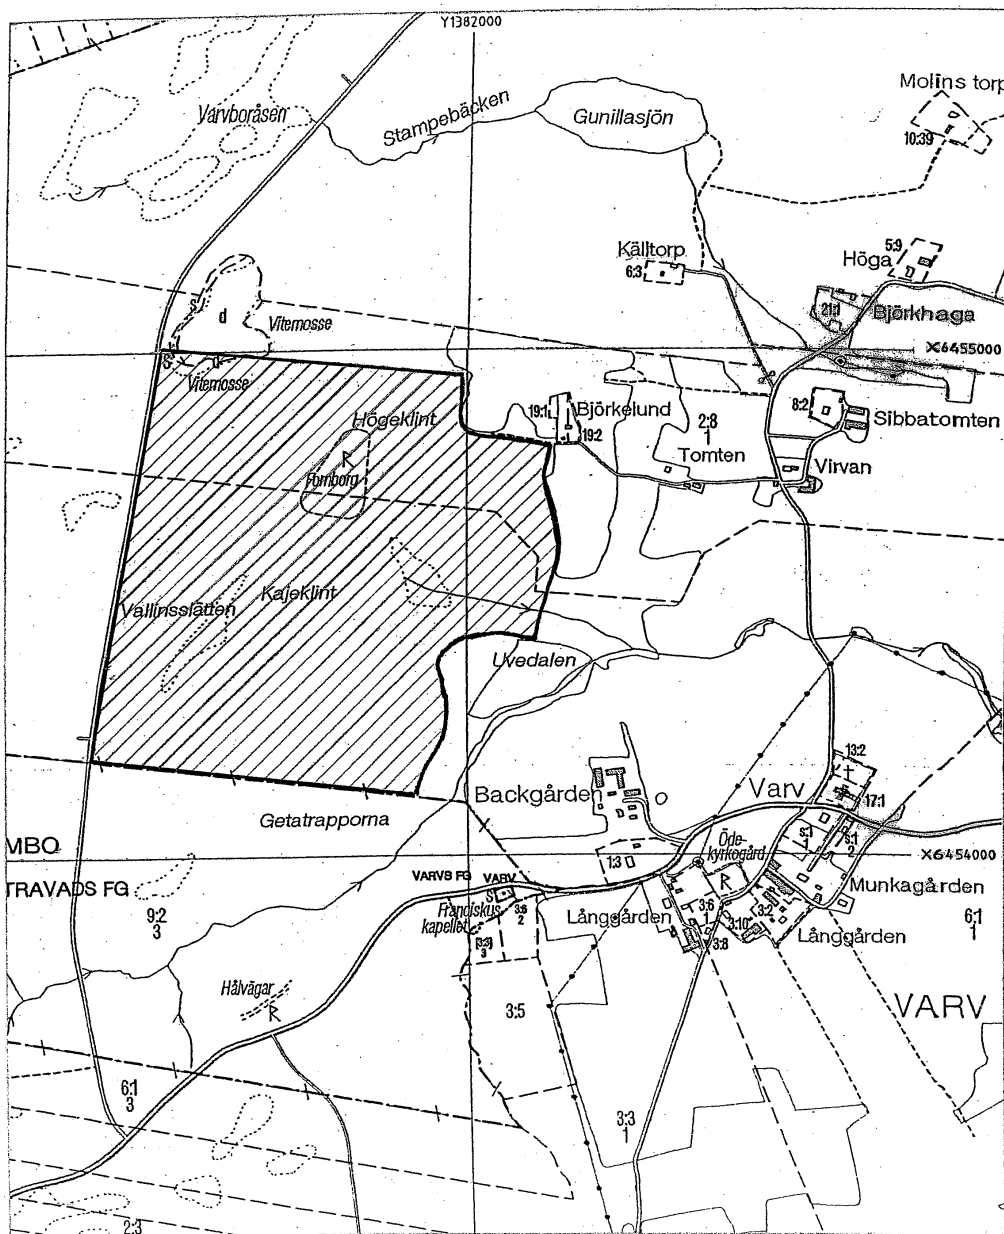 Y1382000
Molins torp
Varvboråsen
Stampebäcken
Gunillasjön
10:39
Källtorp
6:3
5:9
Höga
s
d
Vitemosse
21:1
Björkhaga
X6455000
s
d
Vitemosse
Högeklint
R
Fornborg
19:1
Björkelund
19:2
2:8
1
Tomten
8:2
Sibbatomten
Virvan
Vållinsslätten
Kajeklint
Uvedalen
13:2
Backgården
Varv
17:1
Getatrapporna
MBO
TRAVADS FG
VARVS FG
VARV
S
Franciskus
kapellet
3:6
2
[3:3]
3
1:3
Öde-
kyrkogård
R
s:1
1
s:1
2
X6454000
9:2
3
Långgården
3:6
1
3:8
3:10
3:2
Munkagården
Långgården
6:1
1
Hålvägar
R
3:5
VARV
6:1
3
3:3
1
2:3